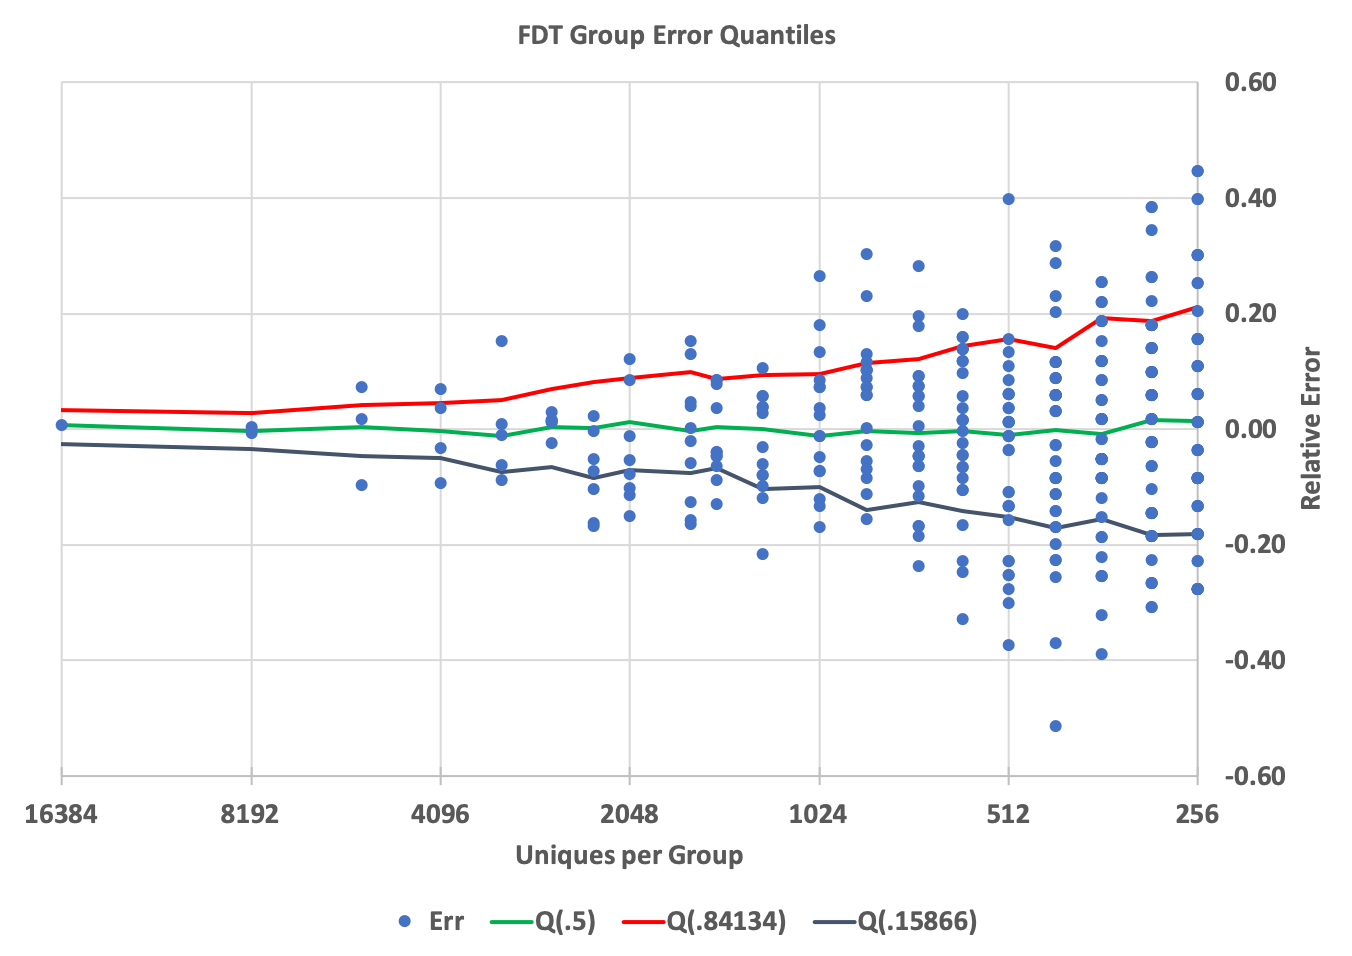 FDT Group Error Quantiles
0.60
0.40
0.20
0.00
-0.20
-0.40
-0.60
Relative Error
16384 8192 4096 2048 1024 512 256
Uniques per Group
Err Q(.5) Q(.84134) Q(.15866)